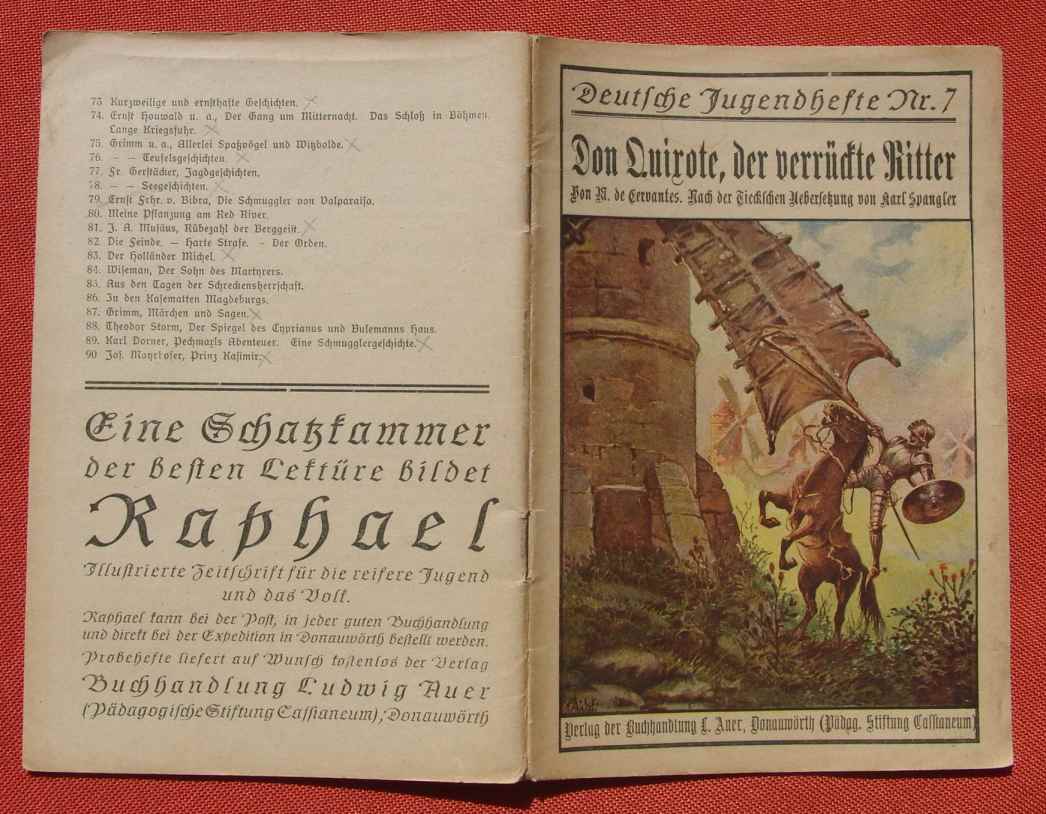 73. Kurzweilige und ernsthafte Geschichten.
74. Ernst Houwald u. a., Der Gang um Mitternacht. Das Schloß in Böhmen.
Lange Kriegsfuhr.
75. Grimm u. a., Allerlei Spaßvögel und Witzbolde.
76. — — Teufelsgeschichten.
77. Fr. Gerstäcker, Jagdgeschichten.
78. — — Seegeschichten.
79. Ernst Frhr. v. Bibra, Die Schmuggler von Valparaiso.
80. Meine Pflanzung am Red River.
81. J. A. Musäus, Rübezahl der Berggeist.
82. Die Feinde. — Harte Strafe. - Der Orden.
83. Der Holländer Michel.
84. Wiseman, Der Sohn des Martyrers.
85. Aus den Tagen der Schreckensherrschaft.
86. In den Kasematten Magdeburgs.
87. Grimm, Märchen und Sagen.
88. Theodor Storm, Der Spiegel des Cyprianus und Bulemanns Haus.
89. Karl Dorner, Pechmaxls Abenteuer. Eine Schmugglergeschichte.
90 Jos. Mayrhofer, Prinz Kasimir.
Eine Schatzkammer
der besten Lektüre bildet
Raphael
Illustrierte Zeitschrift für die reifere Jugend
und das Volk.
Raphael kann bei der Post, in jeder guten Buchhandlung
und direkt bei der Expedition in Donauwörth bestellt werden.
Probehefte liefert auf Wunsch kostenlos der Verlag
Buchhandlung Ludwig Auer
(Pädagogische Stiftung Cassianeum), Donauwörth
Deutsche Jugendhefte Nr. 7
Don Quixote, der verrückte Ritter
Von M. de Cervantes. Nach der Tieckschen Uebersetzung von Karl Spangler
Verlag der Buchhandlung L. Auer, Donauwörth (Pädag. Stiftung Cassianeum)